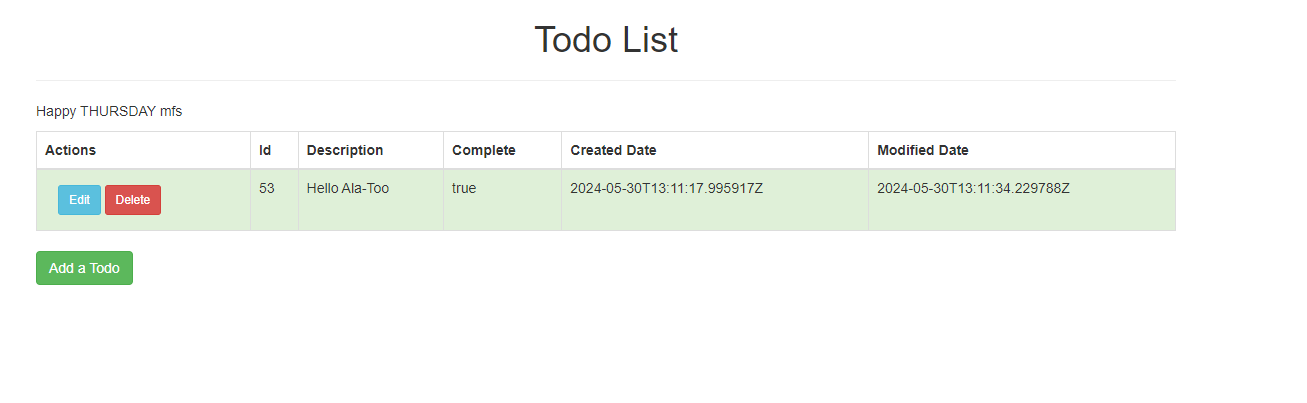 Todo List
Happy THURSDAY mfs
Actions Id Description Complete Created Date Modified Date
Edit Delete 53 Hello Ala-Too true 2024-05-30T13:11:17.995917Z 2024-05-30T13:11:34.229788Z
Add a Todo